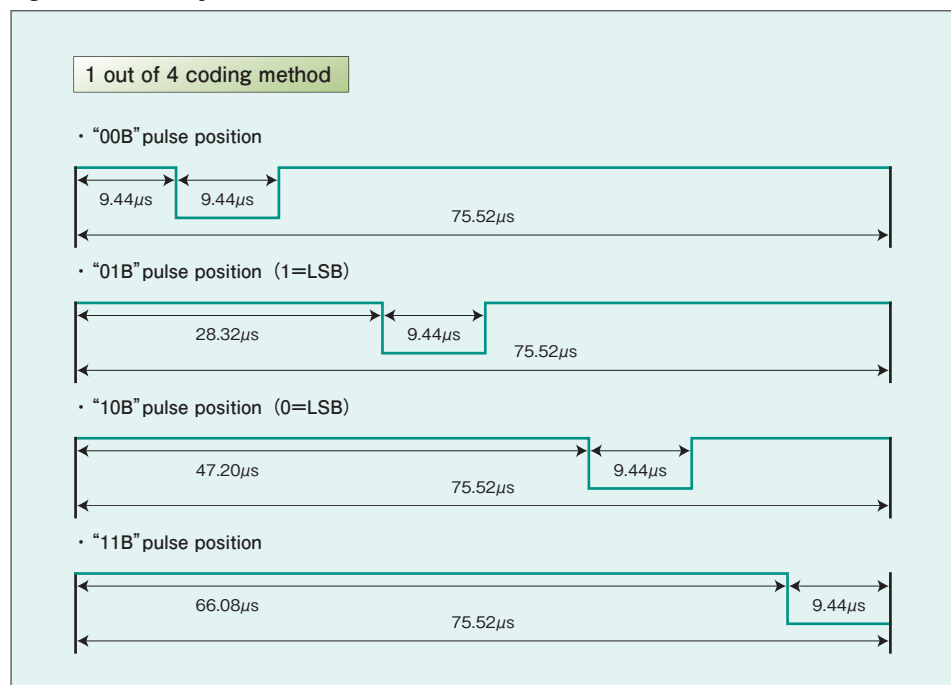 1 out of 4 coding method
・“00B”pulse position
9.44μs 9.44μs
75.52μs
・“01B”pulse position (1=LSB)
28.32μs 9.44μs
75.52μs
・“10B”pulse position (0=LSB)
47.20μs 9.44μs
75.52μs
・“11B”pulse position
66.08μs 9.44μs
75.52μs